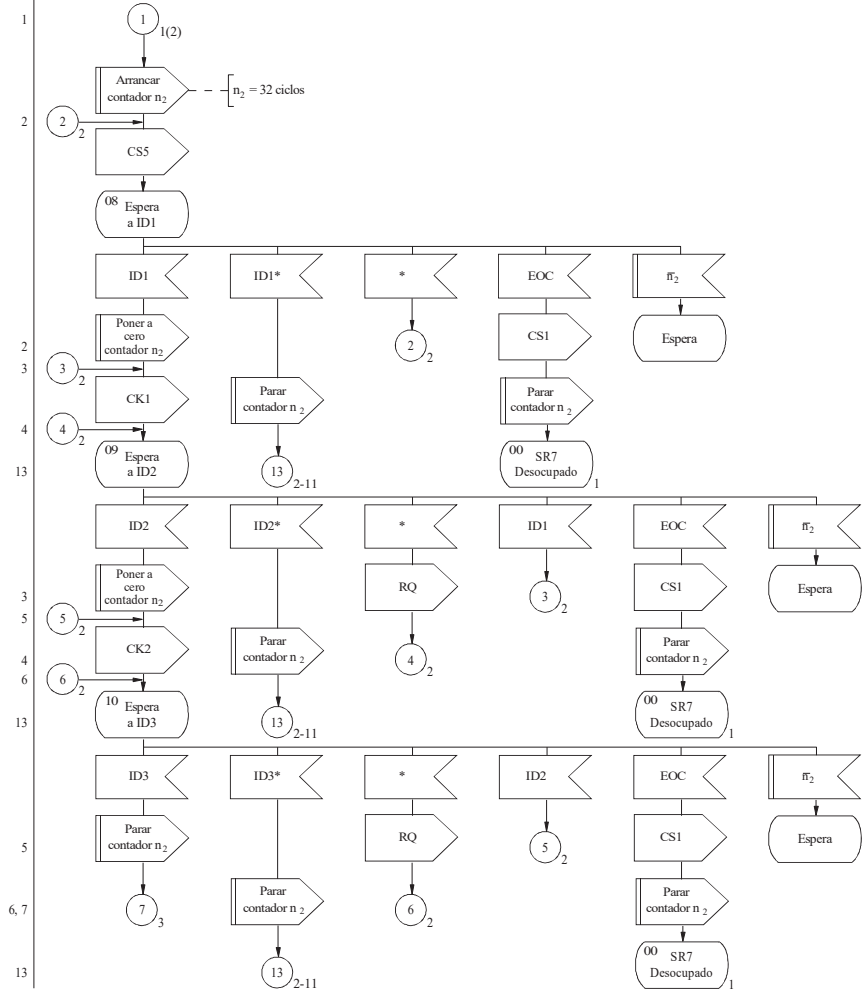 1
1
1(2)
Arrancar
contador n2
n2 = 32 ciclos
2
2
2
CS5
08 Espera
a ID1
ID1
ID1*
*
EOC
n̅2
Poner a
cero
contador n2
2
2
CS1
Espera
2
3
3
2
CK1
Parar
contador n2
Parar
contador n2
4
4
2
09 Espera
a ID2
13
2-11
00 SR7
Desocupado
1
13
ID2
ID2*
*
ID1
EOC
n̅2
Poner a
cero
contador n2
RQ
3
2
CS1
Espera
3
5
5
2
CK2
Parar
contador n2
4
2
Parar
contador n2
4
6
6
2
10 Espera
a ID3
13
2-11
00 SR7
Desocupado
1
13
ID3
ID3*
*
ID2
EOC
n̅2
Parar
contador n2
RQ
5
2
CS1
Espera
5
7
3
Parar
contador n2
6
2
Parar
contador n2
6, 7
13
2-11
00 SR7
Desocupado
1
13